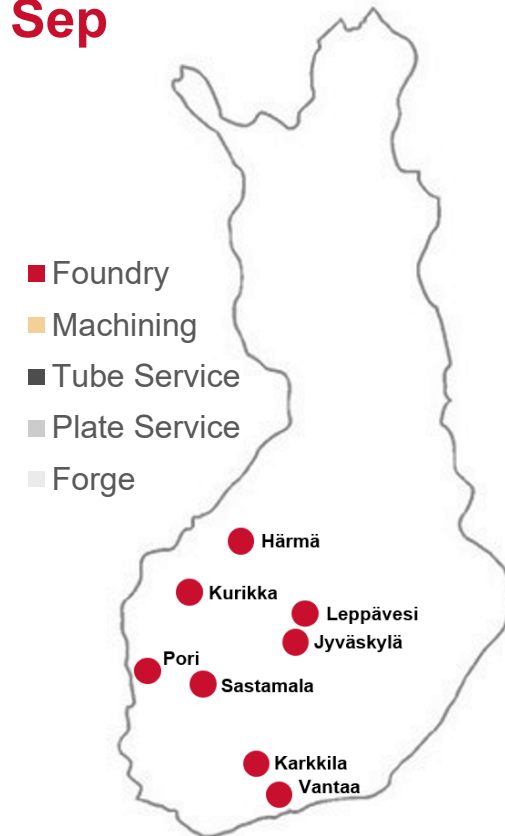 Sep
Foundry
Machining
Tube Service
Plate Service
Forge
Härmä
Kurikka
Leppävesi
Jyväskylä
Pori
Sastamala
Karkkila
Vantaa